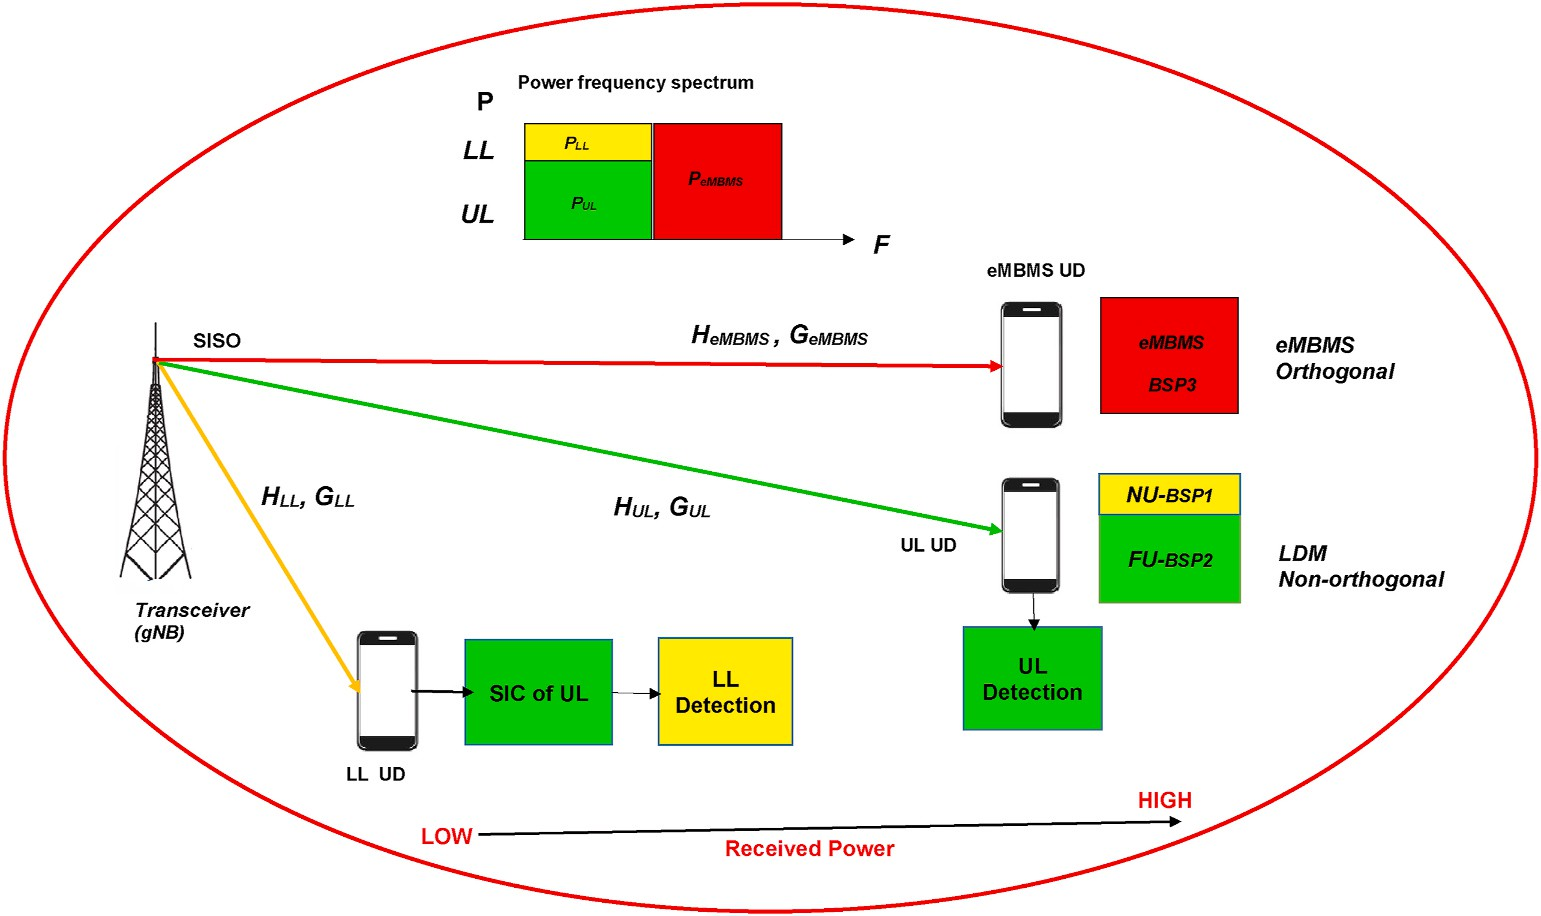 Power frequency spectrum
P
LL
PLL
PeMBMS
UL
PUL
F
eMBMS UD
SISO
HeMBMS , GeMBMS
eMBMS
BSP3
eMBMS
Orthogonal
HLL, GLL
HUL, GUL
UL UD
NU-BSP1
FU-BSP2
LDM
Non-orthogonal
Transceiver
(gNB)
SIC of UL
LL
Detection
UL
Detection
LL UD
LOW
HIGH
Received Power